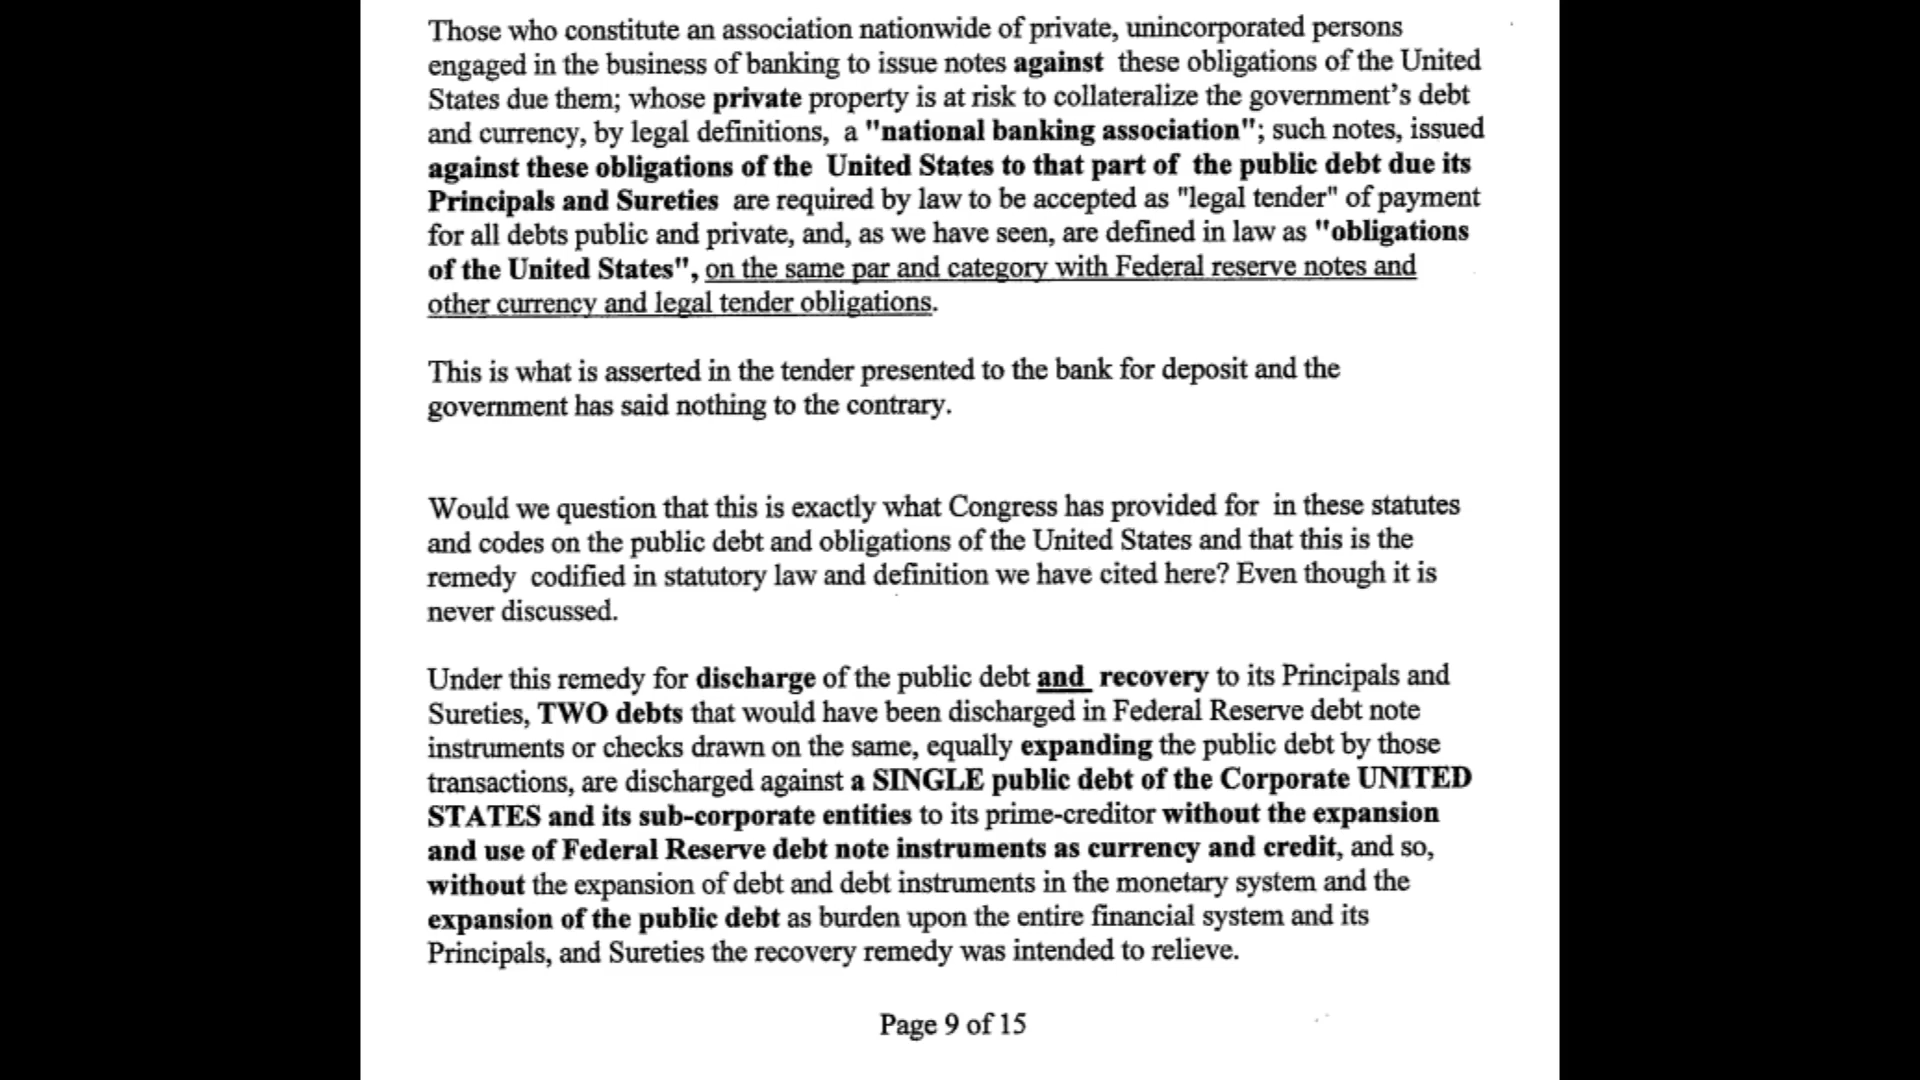 Those who constitute an association nationwide of private, unincorporated persons
engaged in the business of banking to issue notes against these obligations of the United
States due them; whose private property is at risk to collateralize the government's debt
and currency, by legal definitions, a "national banking association"; such notes, issued
against these obligations of the United States to that part of the public debt due its
Principals and Sureties are required by law to be accepted as "legal tender" of payment
for all debts public and private, and, as we have seen, are defined in law as "obligations
of the United States", on the same par and category with Federal reserve notes and
other currency and legal tender obligations.
This is what is asserted in the tender presented to the bank for deposit and the
government has said nothing to the contrary.
Would we question that this is exactly what Congress has provided for in these statutes
and codes on the public debt and obligations of the United States and that this is the
remedy codified in statutory law and definition we have cited here? Even though it is
never discussed.
Under this remedy for discharge of the public debt and recovery to its Principals and
Sureties, TWO debts that would have been discharged in Federal Reserve debt note
instruments or checks drawn on the same, equally expanding the public debt by those
transactions, are discharged against a SINGLE public debt of the Corporate UNITED
STATES and its sub-corporate entities to its prime-creditor without the expansion
and use of Federal Reserve debt note instruments as currency and credit, and so,
without the expansion of debt and debt instruments in the monetary system and the
expansion of the public debt as burden upon the entire financial system and its
Principals, and Sureties the recovery remedy was intended to relieve.
Page 9 of 15